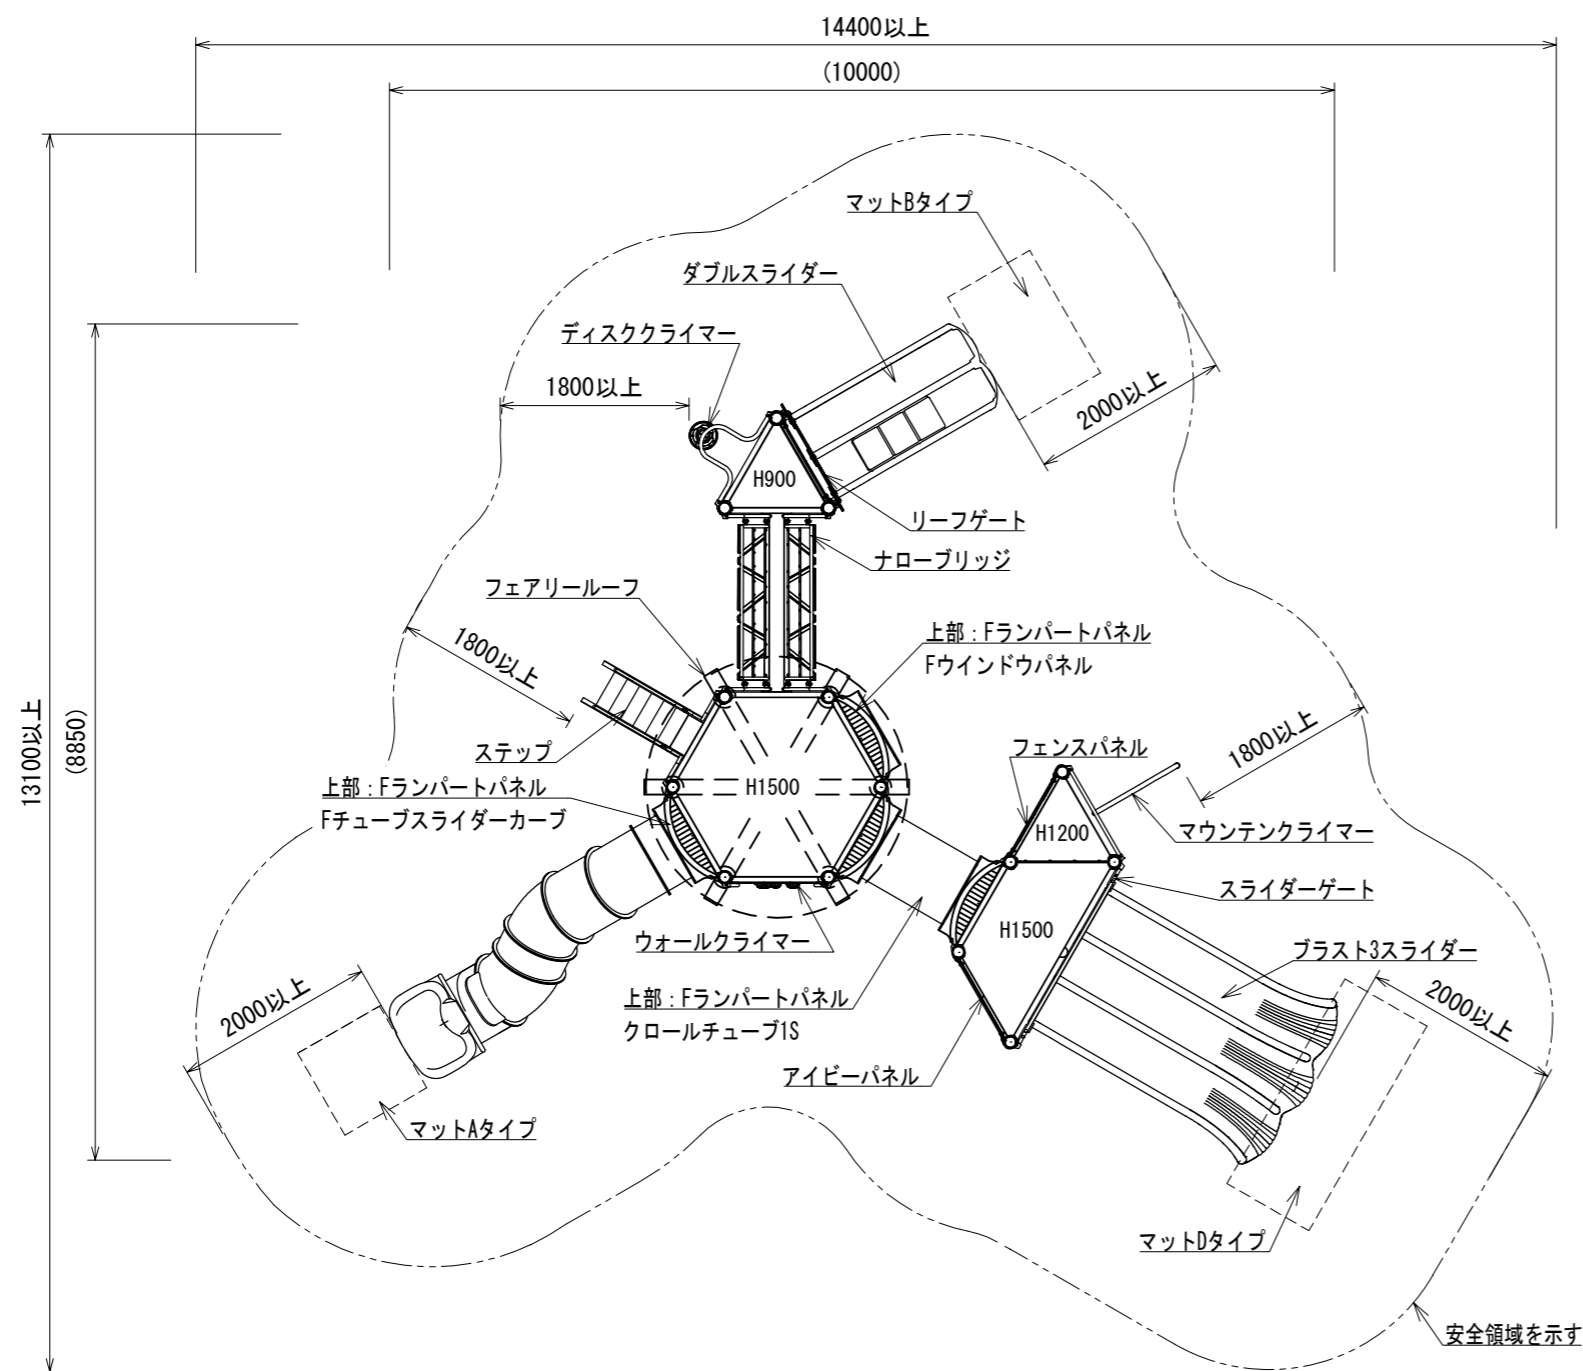 14400以上
(10000)
マットBタイプ
ダブルスライダー
ディスククライマー
1800以上
2000以上
H900
リーフゲート
ナローブリッジ
フェアリールーフ
上部：Fランパートパネル
Fウインドウパネル
1800以上
13100以上
(8850)
ステップ
フェンスパネル
1800以上
上部：Fランパートパネル
Fチューブスライダーカーブ
H1500
H1200
マウンテンクライマー
スライダーゲート
H1500
ウォールクライマー
ブラスト3スライダー
上部：Fランパートパネル
クロールチューブ1S
2000以上
2000以上
アイビーパネル
マットAタイプ
マットDタイプ
安全領域を示す